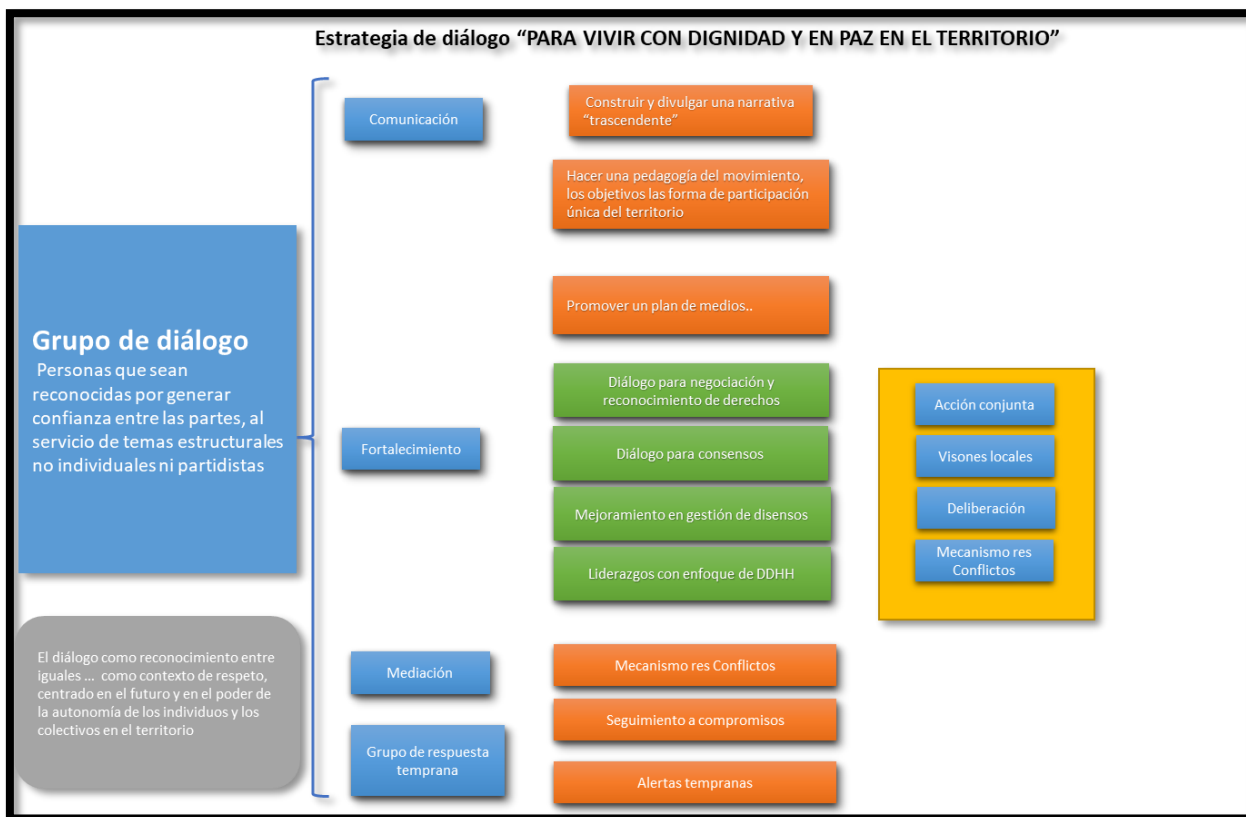 Estrategia de diálogo “PARA VIVIR CON DIGNIDAD Y EN PAZ EN EL TERRITORIO”
Grupo de diálogo
Personas que sean
reconocidas por generar
confianza entre las partes, al
servicio de temas estructurales
no individuales ni partidistas
El diálogo como reconocimiento entre
iguales ... como contexto de respeto,
centrado en el futuro y en el poder de
la autonomía de los individuos y los
colectivos en el territorio
Comunicación
Construir y divulgar una narrativa
“trascendente”
Hacer una pedagogía del movimiento,
los objetivos las forma de participación
única del territorio
Promover un plan de medios..
Fortalecimiento
Diálogo para negociación y
reconocimiento de derechos
Diálogo para consensos
Mejoramiento en gestión de disensos
Liderazgos con enfoque de DDHH
Acción conjunta
Visones locales
Deliberación
Mecanismo res
Conflictos
Mediación
Mecanismo res Conflictos
Seguimiento a compromisos
Grupo de respuesta
temprana
Alertas tempranas